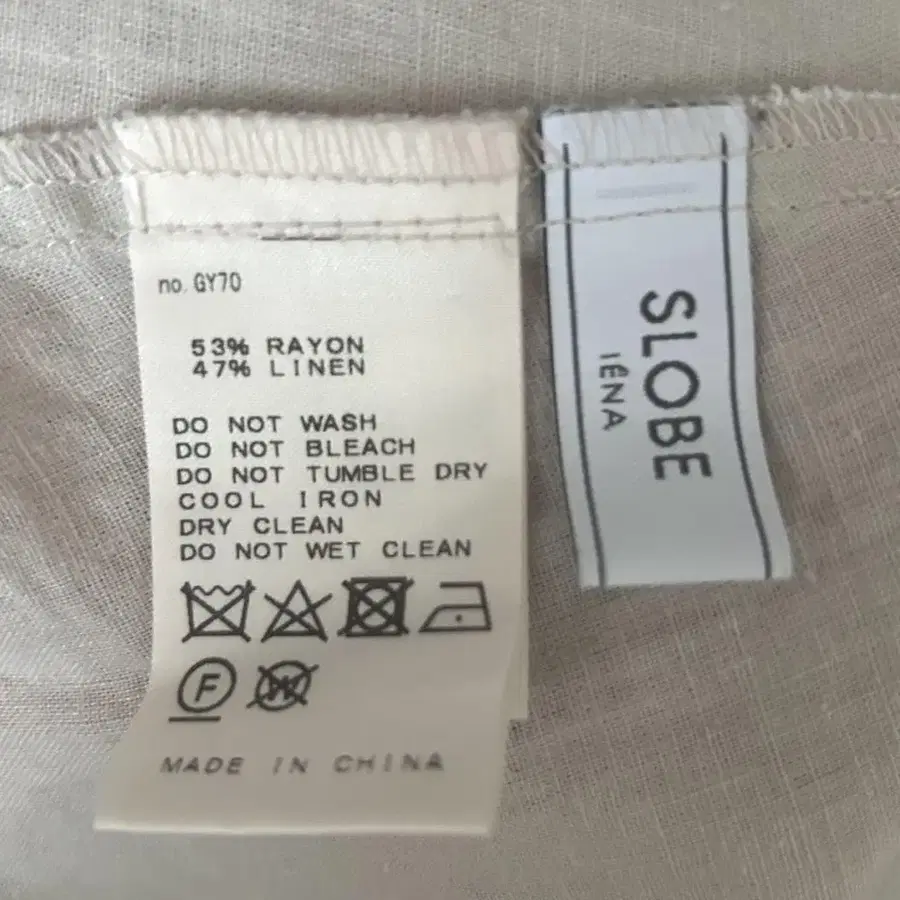 no. GY70
53% RAYON
47% LINEN
DO NOT WASH
DO NOT BLEACH
DO NOT TUMBLE DRY
COOL IRON
DRY CLEAN
DO NOT WET CLEAN
F W
MADE IN CHINA
SLOBE
IÉNA